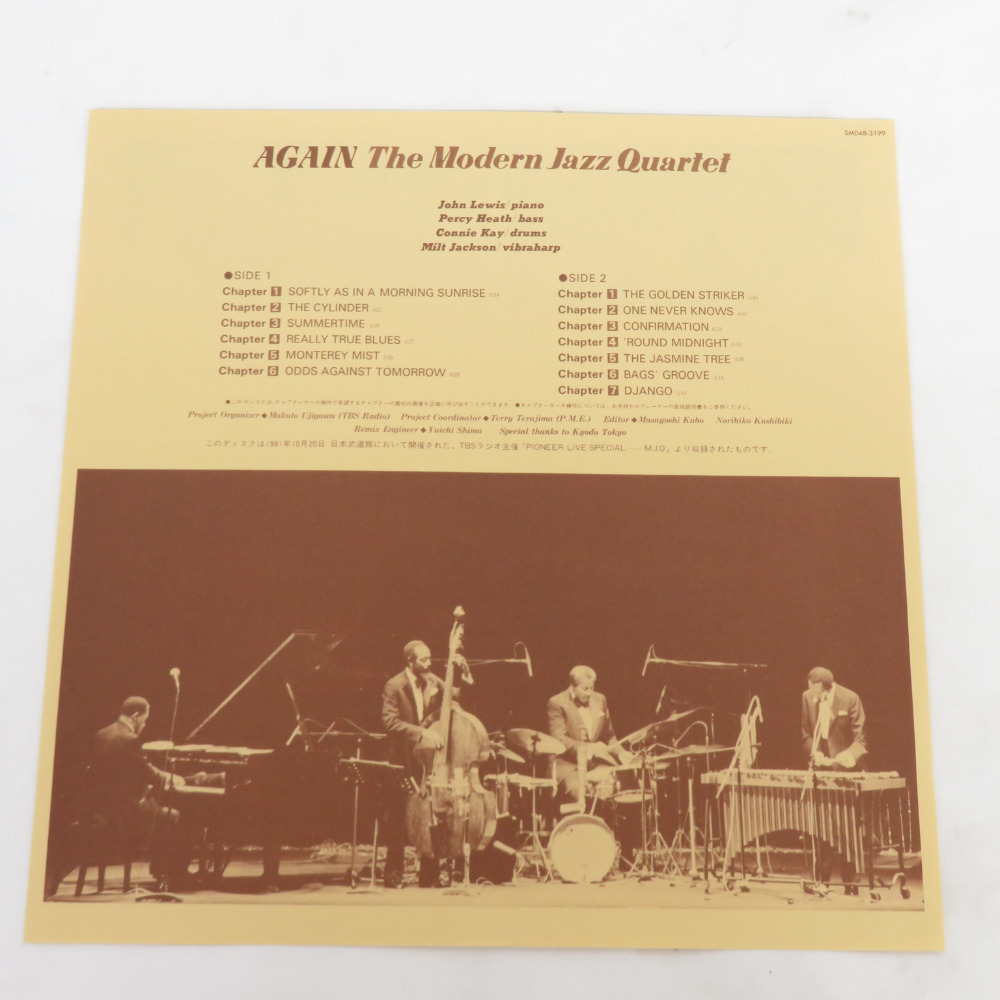 SM048-3199
AGAIN The Modern Jazz Quartet
John Lewis/piano
Percy Heath/bass
Connie Kay/drums
Milt Jackson/vibraharp
●SIDE 1
Chapter 1 SOFTLY AS IN A MORNING SUNRISE
Chapter 2 THE CYLINDER
Chapter 3 SUMMERTIME
Chapter 4 REALLY TRUE BLUES
Chapter 5 MONTEREY MIST
Chapter 6 ODDS AGAINST TOMORROW
●SIDE 2
Chapter 1 THE GOLDEN STRIKER
Chapter 2 ONE NEVER KNOWS
Chapter 3 CONFIRMATION
Chapter 4 'ROUND MIDNIGHT
Chapter 5 THE JASMINE TREE
Chapter 6 BAGS' GROOVE
Chapter 7 DJANGO
Project Organizer◆Makoto Ujigawa (TBS Radio) Project Coordinator◆Terry Terajima (P.M.E.) Editor◆Masayoshi Kubo Norihiko Kushibiki
Remix Engineer◆Yuichi Shima Special thanks to Kyodo Tokyo
このディスクは1981年10月20日 日本武道館において開催された、TBSラジオ主催「PIONEER LIVE SPECIAL ……M.J.Q」より収録されたものです.